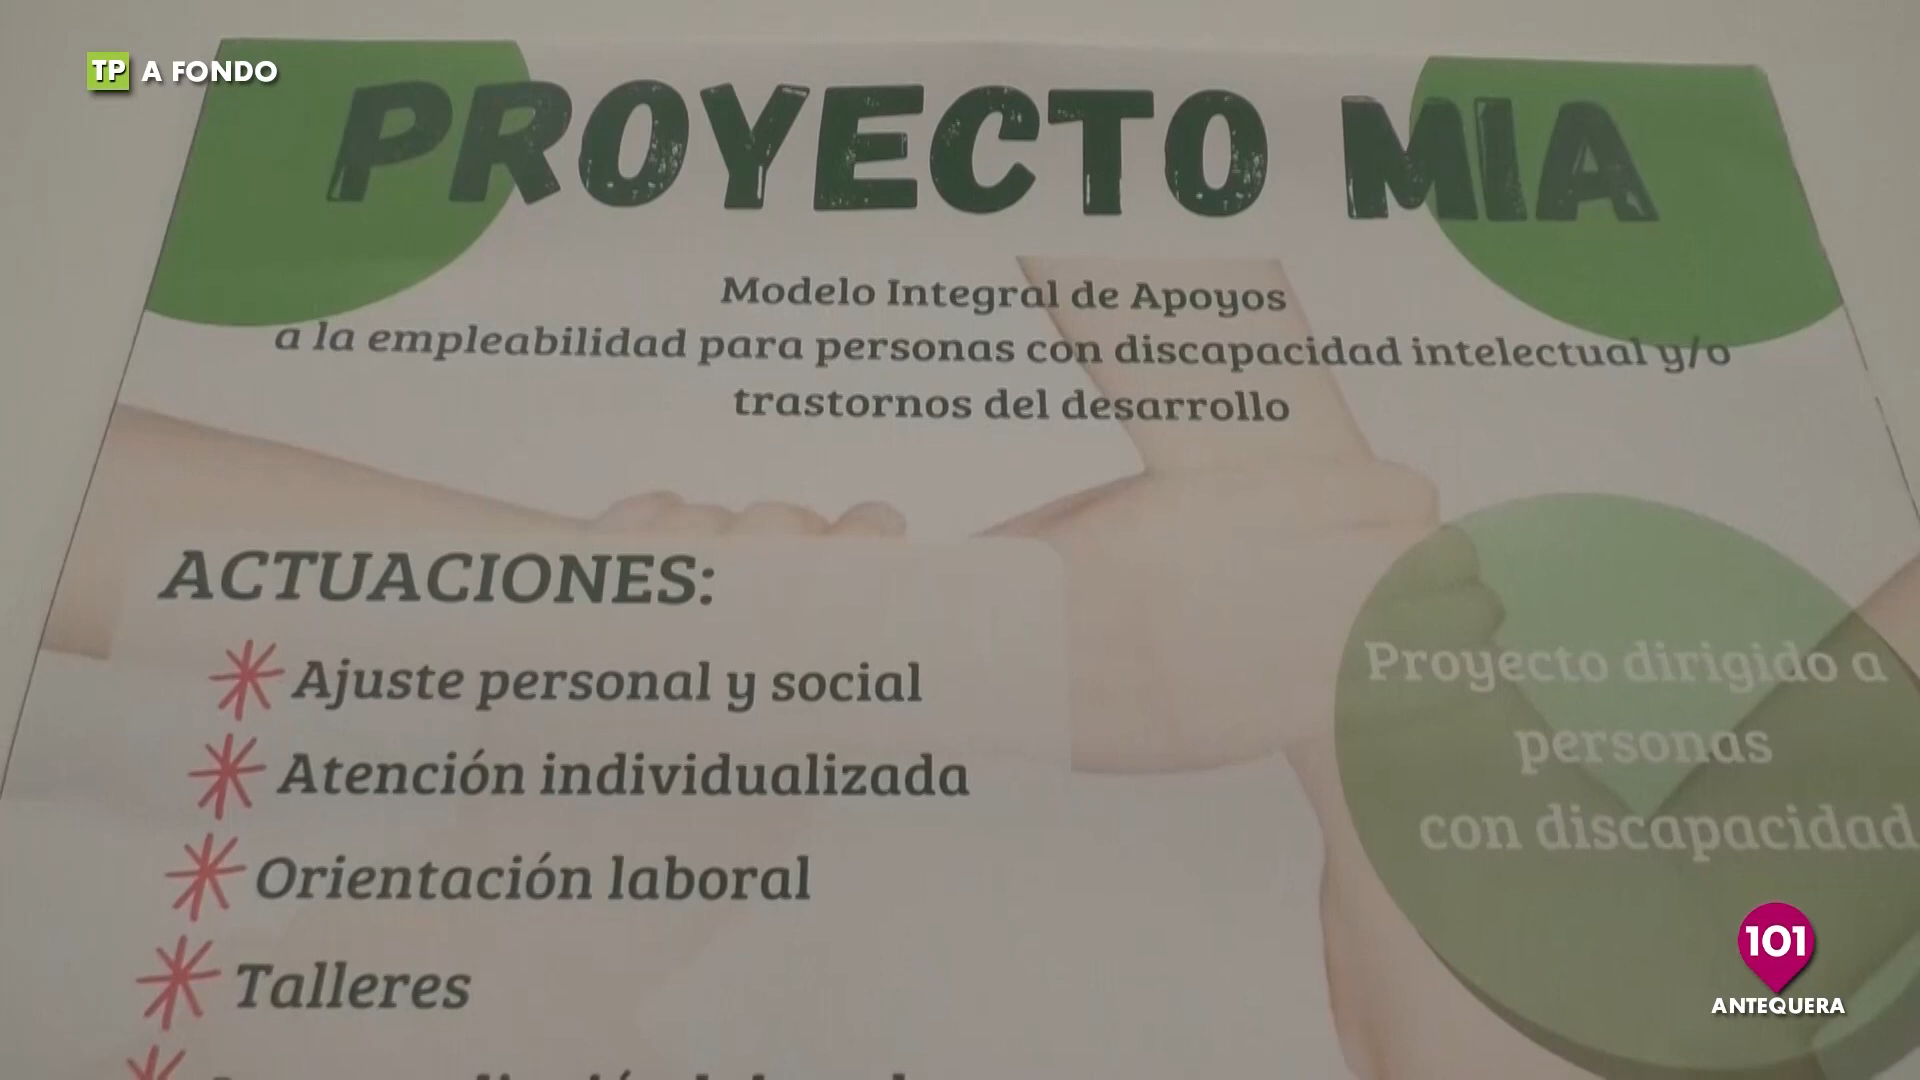 TP A FONDO
PROYECTO MIA
Modelo Integral de Apoyos
a la empleabilidad para personas con discapacidad intelectual y/o
trastornos del desarrollo
ACTUACIONES:
Ajuste personal y social
Atención individualizada
Orientación laboral
Talleres
Proyecto dirigido a
personas
con discapacidad
101
ANTEQUERA